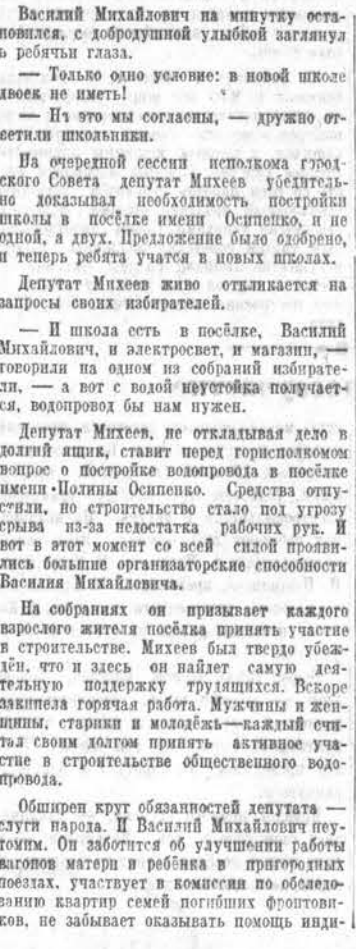 Василий Михайлович на минутку оста-
новился, с добродушной улыбкой заглянул
в ребячьи глаза.
— Только одно условие: в новой школе
двоек не иметь!
— На это мы согласны, — дружно от-
ветили школьники.
На очередной сессии исполкома город-
ского Совета депутат Михеев убедитель-
но доказывал необходимость постройки
школы в посёлке имени Осипенко, и не
одной, а двух. Предложение было одобрено,
и теперь ребята учатся в новых школах.
Депутат Михеев живо откликается на
запросы своих избирателей.
— И школа есть в посёлке, Василий
Михайлович, и электросвет, и магазин, —
говорили на одном из собраний избирате-
ли, — а вот с водой неустойка получает-
ся, водопровод бы нам нужен.
Депутат Михеев, не откладывая дело в
долгий ящик, ставит перед горисполкомом
вопрос о постройке водопровода в посёлке
имени Полины Осипенко. Средства отпу-
стили, но строительство стало под угрозу
срыва из-за недостатка рабочих рук. И
вот в этот момент со всей силой прояви-
лись большие организаторские способности
Василия Михайловича.
На собраниях он призывает каждого
взрослого жителя посёлка принять участие
в строительстве. Михеев был твердо убеж-
дён, что и здесь он найдет самую дея-
тельную поддержку трудящихся. Вскоре
закипела горячая работа. Мужчины и жен-
щины, старики и молодёжь—каждый счи-
тал своим долгом принять активное уча-
стие в строительстве общественного водо-
провода.
Обширен круг обязанностей депутата —
слуги народа. И Василий Михайлович неу-
томим. Он заботится об улучшении работы
вагонов матери и ребёнка в пригородных
поездах, участвует в комиссии по обследо-
ванию квартир семей погибших фронтови-
ков, не забывает оказывать помощь инди-